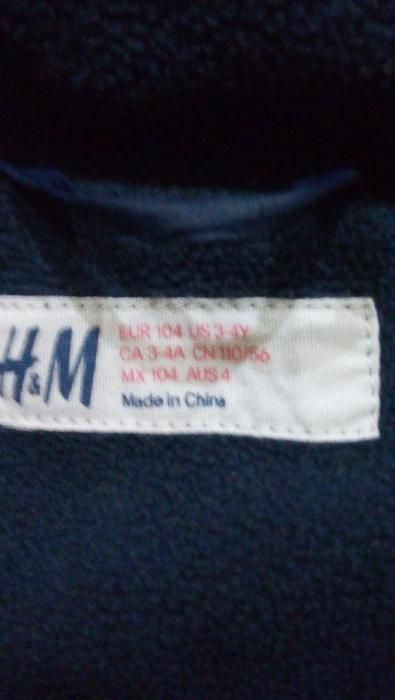 H&M
EUR 104 US 3-4Y
CA 3-4A CN 110/56
MX 104 AUS 4
Made in China